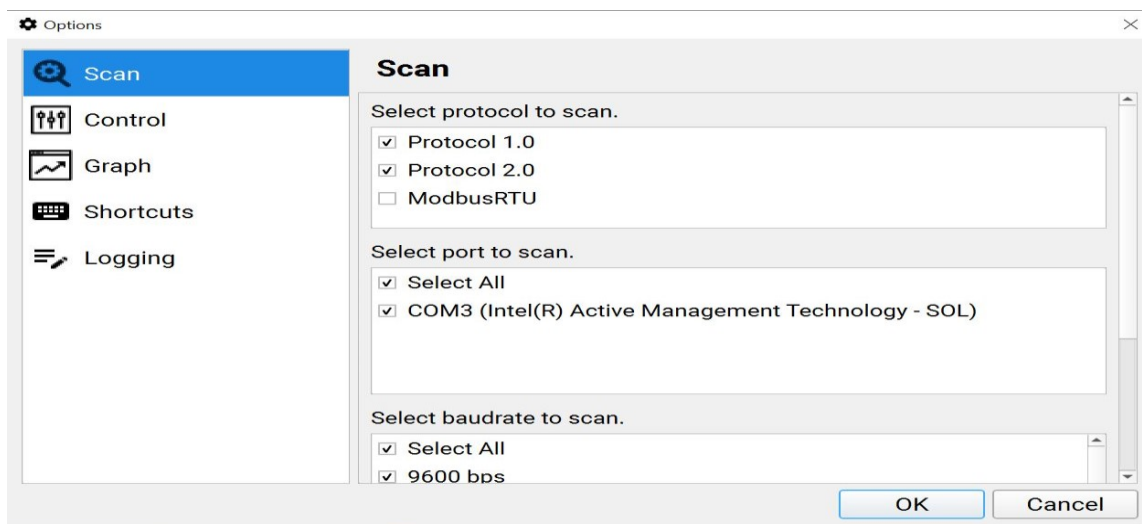 Options
Scan
Control
Graph
Shortcuts
Logging
Scan
Select protocol to scan.
Protocol 1.0
Protocol 2.0
ModbusRTU
Select port to scan.
Select All
COM3 (Intel(R) Active Management Technology - SOL)
Select baudrate to scan.
Select All
9600 bps
OK
Cancel